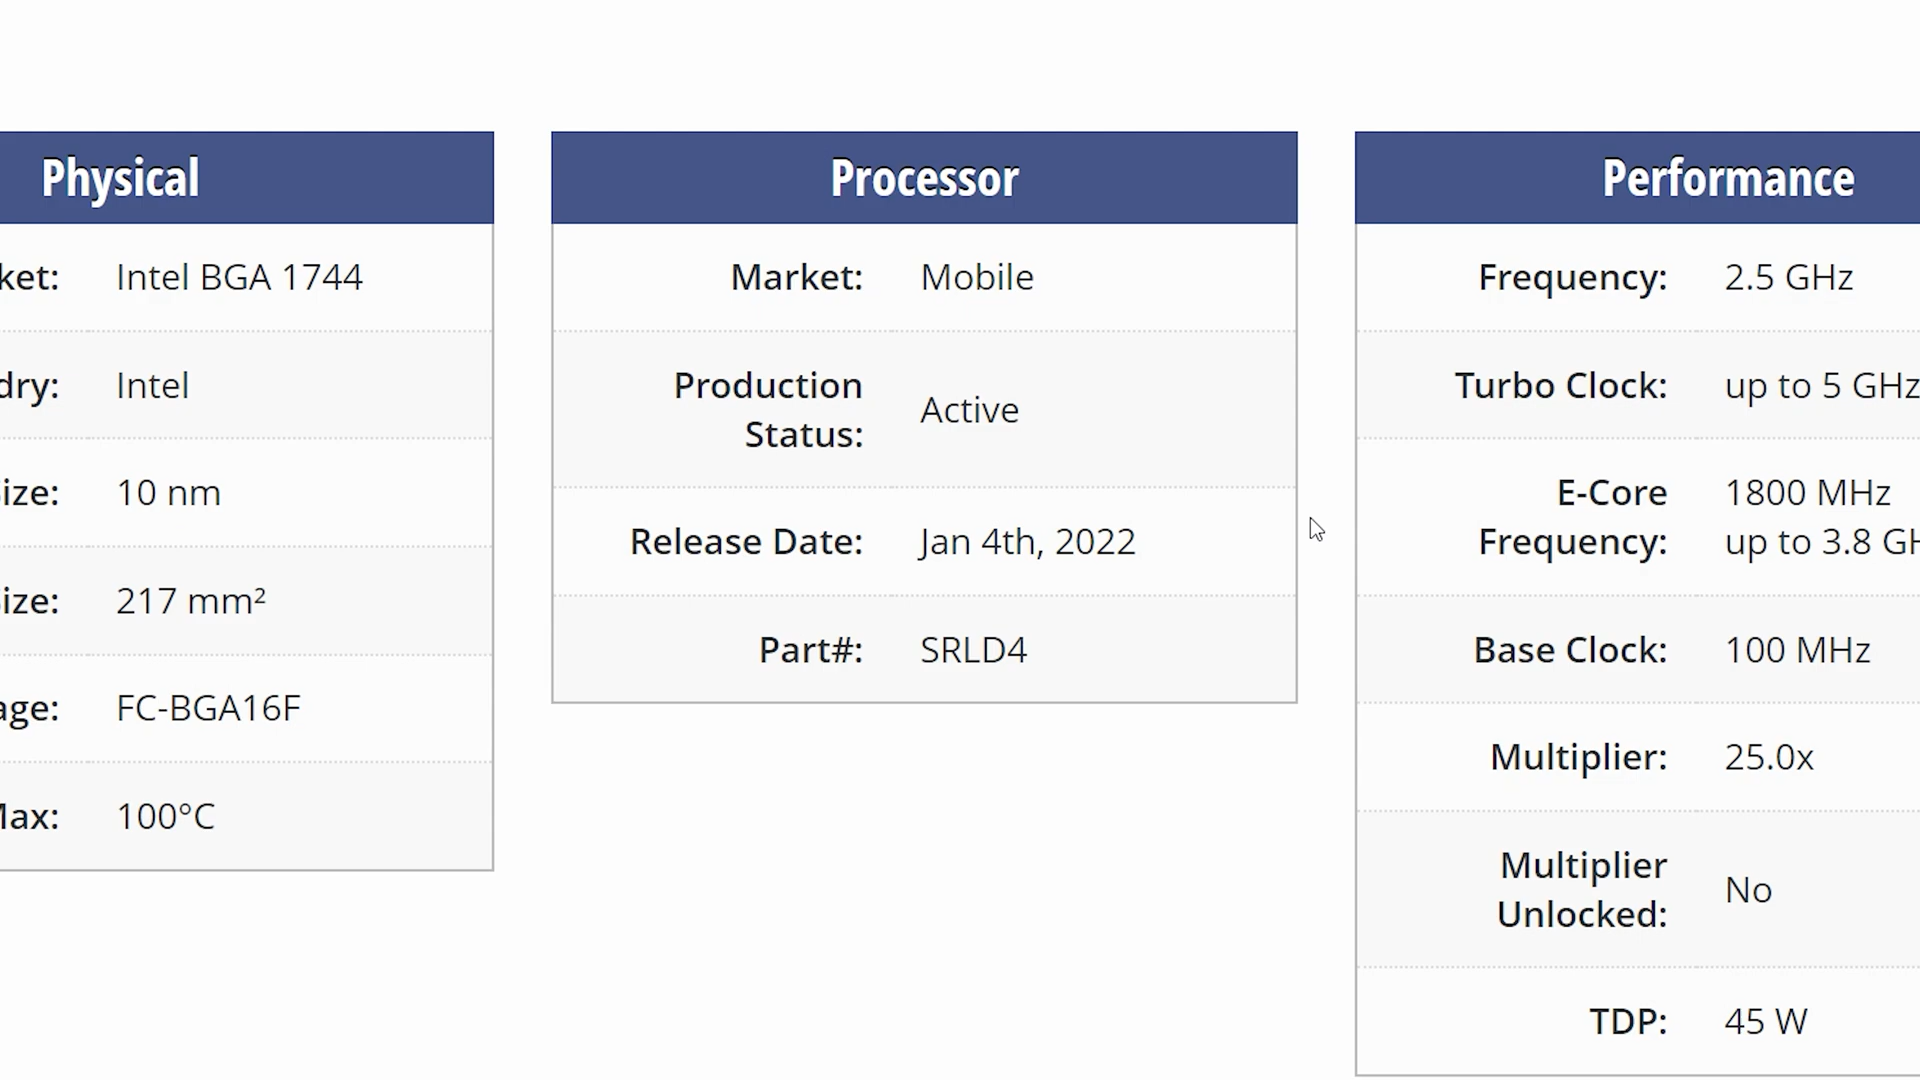 Physical
ket: Intel BGA 1744
dry: Intel
ize: 10 nm
ize: 217 mm²
age: FC-BGA16F
Max: 100°C
Processor
Market: Mobile
Production
Status: Active
Release Date: Jan 4th, 2022
Part#: SRLD4
Performance
Frequency: 2.5 GHz
Turbo Clock: up to 5 GHz
E-Core 1800 MHz
Frequency: up to 3.8 GH
Base Clock: 100 MHz
Multiplier: 25.0x
Multiplier
Unlocked: No
TDP: 45 W